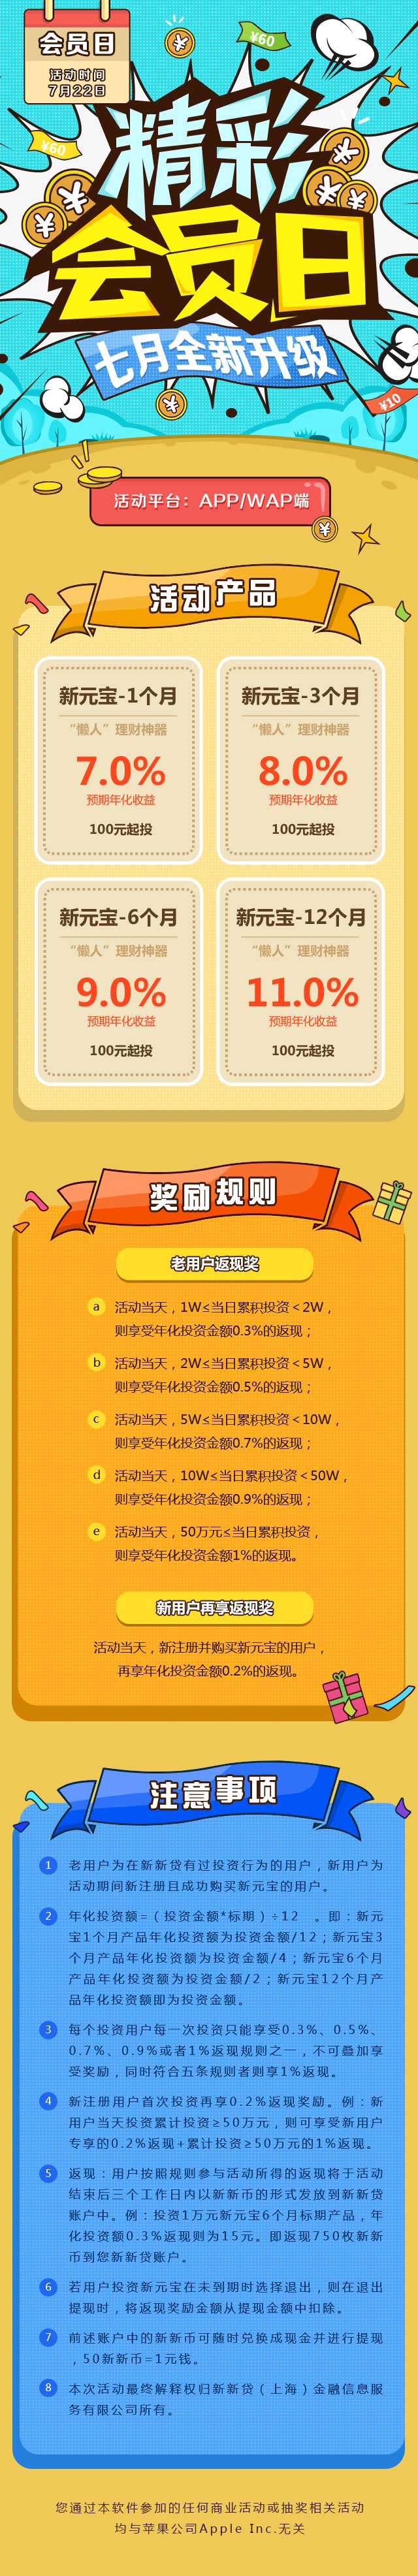 会员日
活动时间
7月22日
¥60
¥60
精彩
会员日
七月全新升级
¥10
活动平台：APP/WAP端
活动产品
新元宝-1个月
“懒人”理财神器
7.0%
预期年化收益
100元起投
新元宝-3个月
“懒人”理财神器
8.0%
预期年化收益
100元起投
新元宝-6个月
“懒人”理财神器
9.0%
预期年化收益
100元起投
新元宝-12个月
“懒人”理财神器
11.0%
预期年化收益
100元起投
奖励规则
老用户返现奖
a 活动当天，1W≤当日累积投资＜2W，
则享受年化投资金额0.3%的返现；
b 活动当天，2W≤当日累积投资＜5W，
则享受年化投资金额0.5%的返现；
c 活动当天，5W≤当日累积投资＜10W，
则享受年化投资金额0.7%的返现；
d 活动当天，10W≤当日累积投资＜50W，
则享受年化投资金额0.9%的返现；
e 活动当天，50万元≤当日累积投资，
则享受年化投资金额1%的返现。
新用户再享返现奖
活动当天，新注册并购买新元宝的用户，
再享年化投资金额0.2%的返现。
注意事项
1 老用户为在新新贷有过投资行为的用户，新用户为
活动期间新注册且成功购买新元宝的用户。
2 年化投资额=（投资金额*标期）÷12 。即：新元
宝1个月产品年化投资额为投资金额/12；新元宝3
个月产品年化投资额为投资金额/4；新元宝6个月
产品年化投资额为投资金额/2；新元宝12个月产
品年化投资额即为投资金额。
3 每个投资用户每一次投资只能享受0.3%、0.5%、
0.7%、0.9%或者1%返现规则之一，不可叠加享
受奖励，同时符合五条规则者则享1%返现。
4 新注册用户首次投资再享0.2%返现奖励。例：新
用户当天投资累计投资≥50万元，则可享受新用户
专享的0.2%返现+累计投资≥50万元的1%返现。
5 返现：用户按照规则参与活动所得的返现将于活动
结束后三个工作日内以新新币的形式发放到新新贷
账户中。例：投资1万元新元宝6个月标期产品，年
化投资额0.3%返现则为15元。即返现750枚新新
币到您新新贷账户。
6 若用户投资新元宝在未到期时选择退出，则在退出
提现时，将返现奖励金额从提现金额中扣除。
7 前述账户中的新新币可随时兑换成现金并进行提现
，50新新币=1元钱。
8 本次活动最终解释权归新新贷（上海）金融信息服
务有限公司所有。
您通过本软件参加的任何商业活动或抽奖相关活动
均与苹果公司Apple Inc.无关